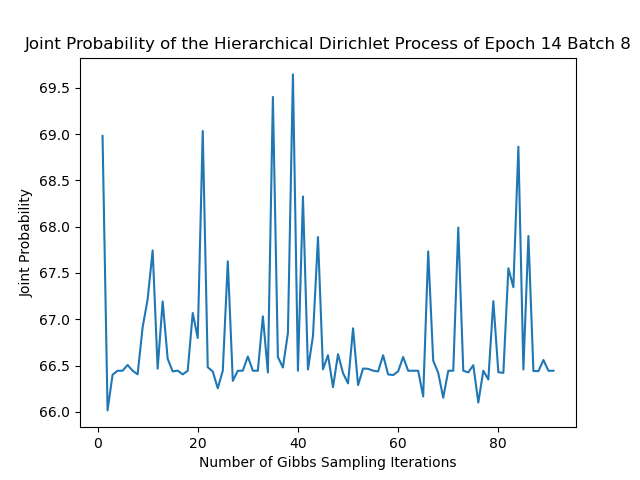 Joint Probability of the Hierarchical Dirichlet Process of Epoch 14 Batch 8
69.5
69.0
68.5
68.0
67.5
67.0
66.5
66.0
Joint Probability
0 20 40 60 80
Number of Gibbs Sampling Iterations